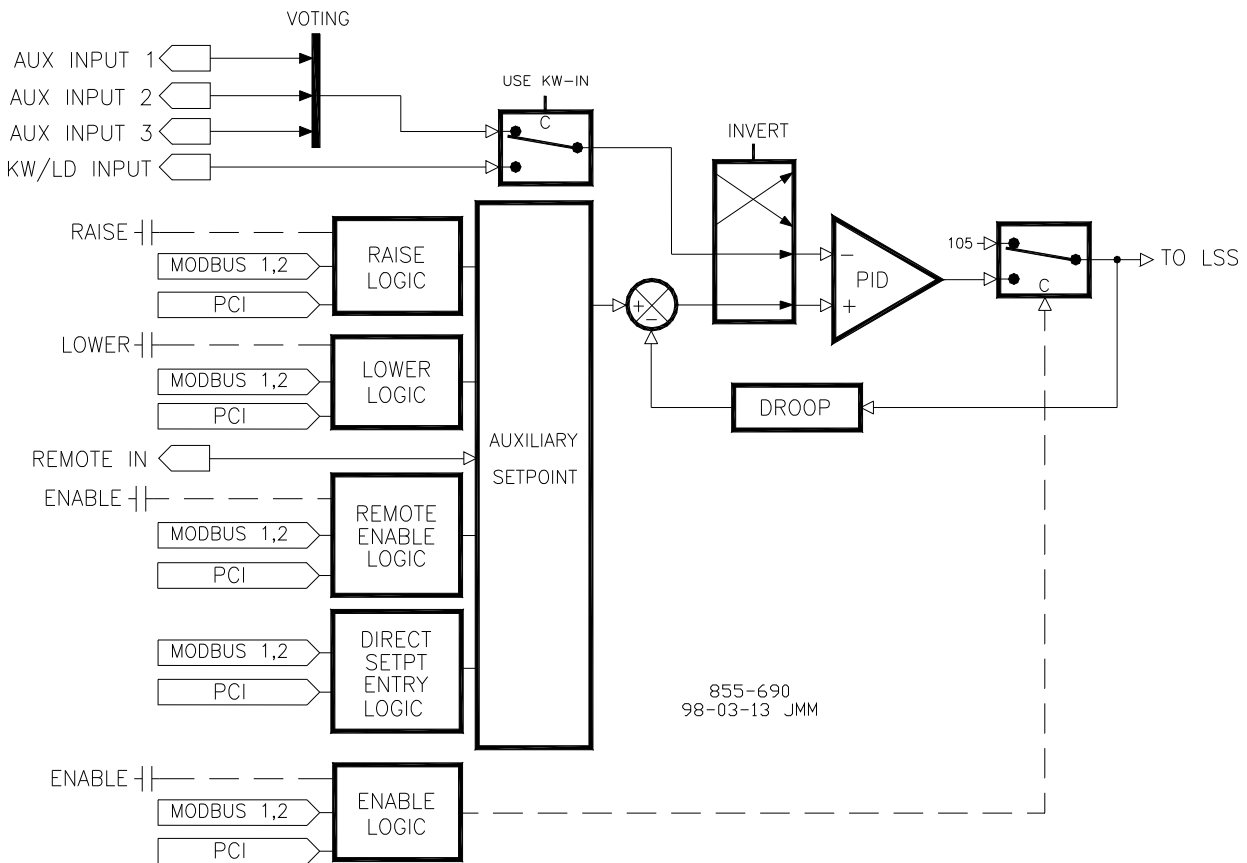 VOTING
AUX INPUT 1
AUX INPUT 2
AUX INPUT 3
KW/LD INPUT
USE KW-IN
C
INVERT
RAISE
MODBUS 1,2
PCI
RAISE
LOGIC
LOWER
MODBUS 1,2
PCI
LOWER
LOGIC
REMOTE IN
ENABLE
MODBUS 1,2
PCI
REMOTE
ENABLE
LOGIC
MODBUS 1,2
PCI
DIRECT
SETPT
ENTRY
LOGIC
AUXILIARY
SETPOINT
+
−
−
+
PID
105
C
TO LSS
DROOP
855-690
98-03-13 JMM
ENABLE
MODBUS 1,2
PCI
ENABLE
LOGIC